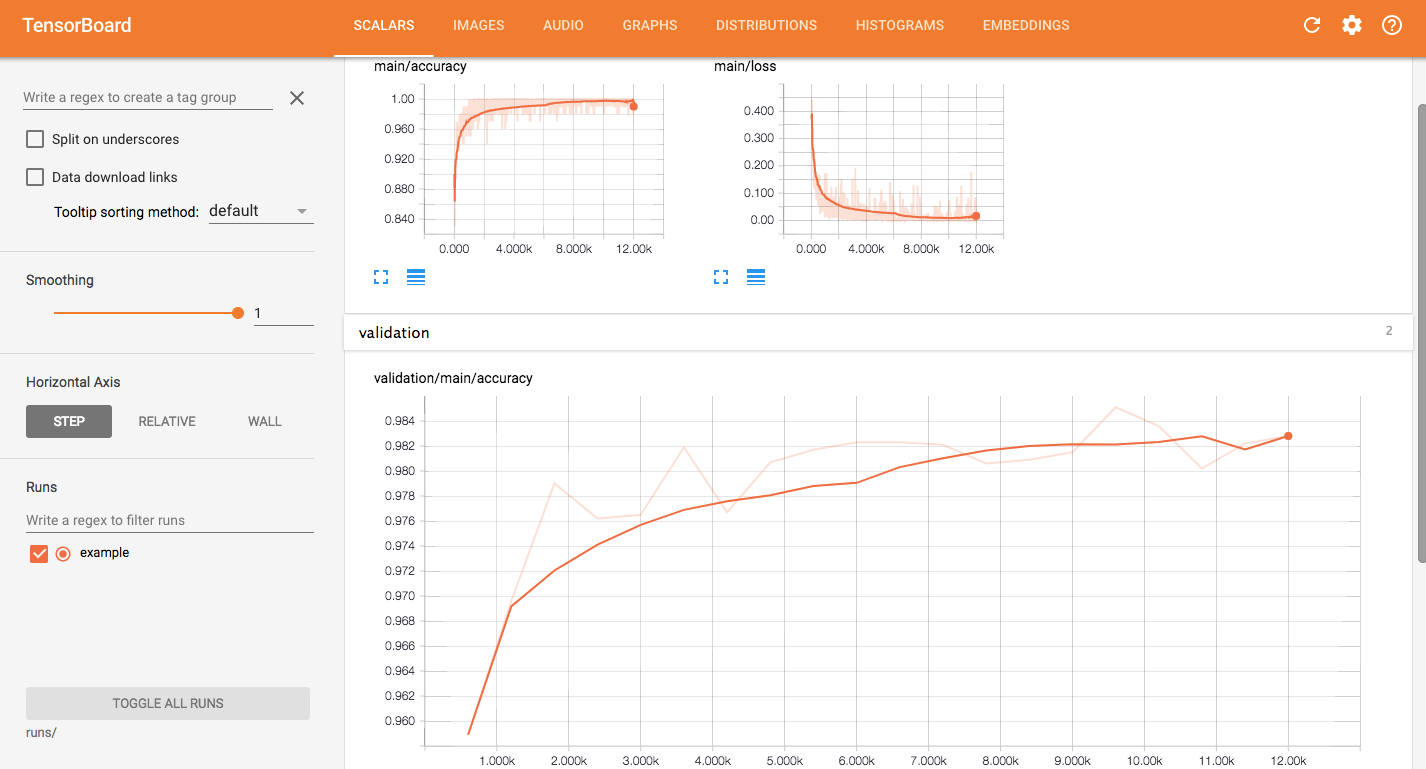 TensorBoard
SCALARS IMAGES AUDIO GRAPHS DISTRIBUTIONS HISTOGRAMS EMBEDDINGS
Write a regex to create a tag group
Split on underscores
Data download links
Tooltip sorting method: default
Smoothing
1
Horizontal Axis
STEP RELATIVE WALL
Runs
Write a regex to filter runs
example
TOGGLE ALL RUNS
runs/
main/accuracy
1.00
0.960
0.920
0.880
0.840
0.000 4.000k 8.000k 12.00k
main/loss
0.400
0.300
0.200
0.100
0.00
0.000 4.000k 8.000k 12.00k
validation 2
validation/main/accuracy
0.984
0.982
0.980
0.978
0.976
0.974
0.972
0.970
0.968
0.966
0.964
0.962
0.960
1.000k 2.000k 3.000k 4.000k 5.000k 6.000k 7.000k 8.000k 9.000k 10.00k 11.00k 12.00k